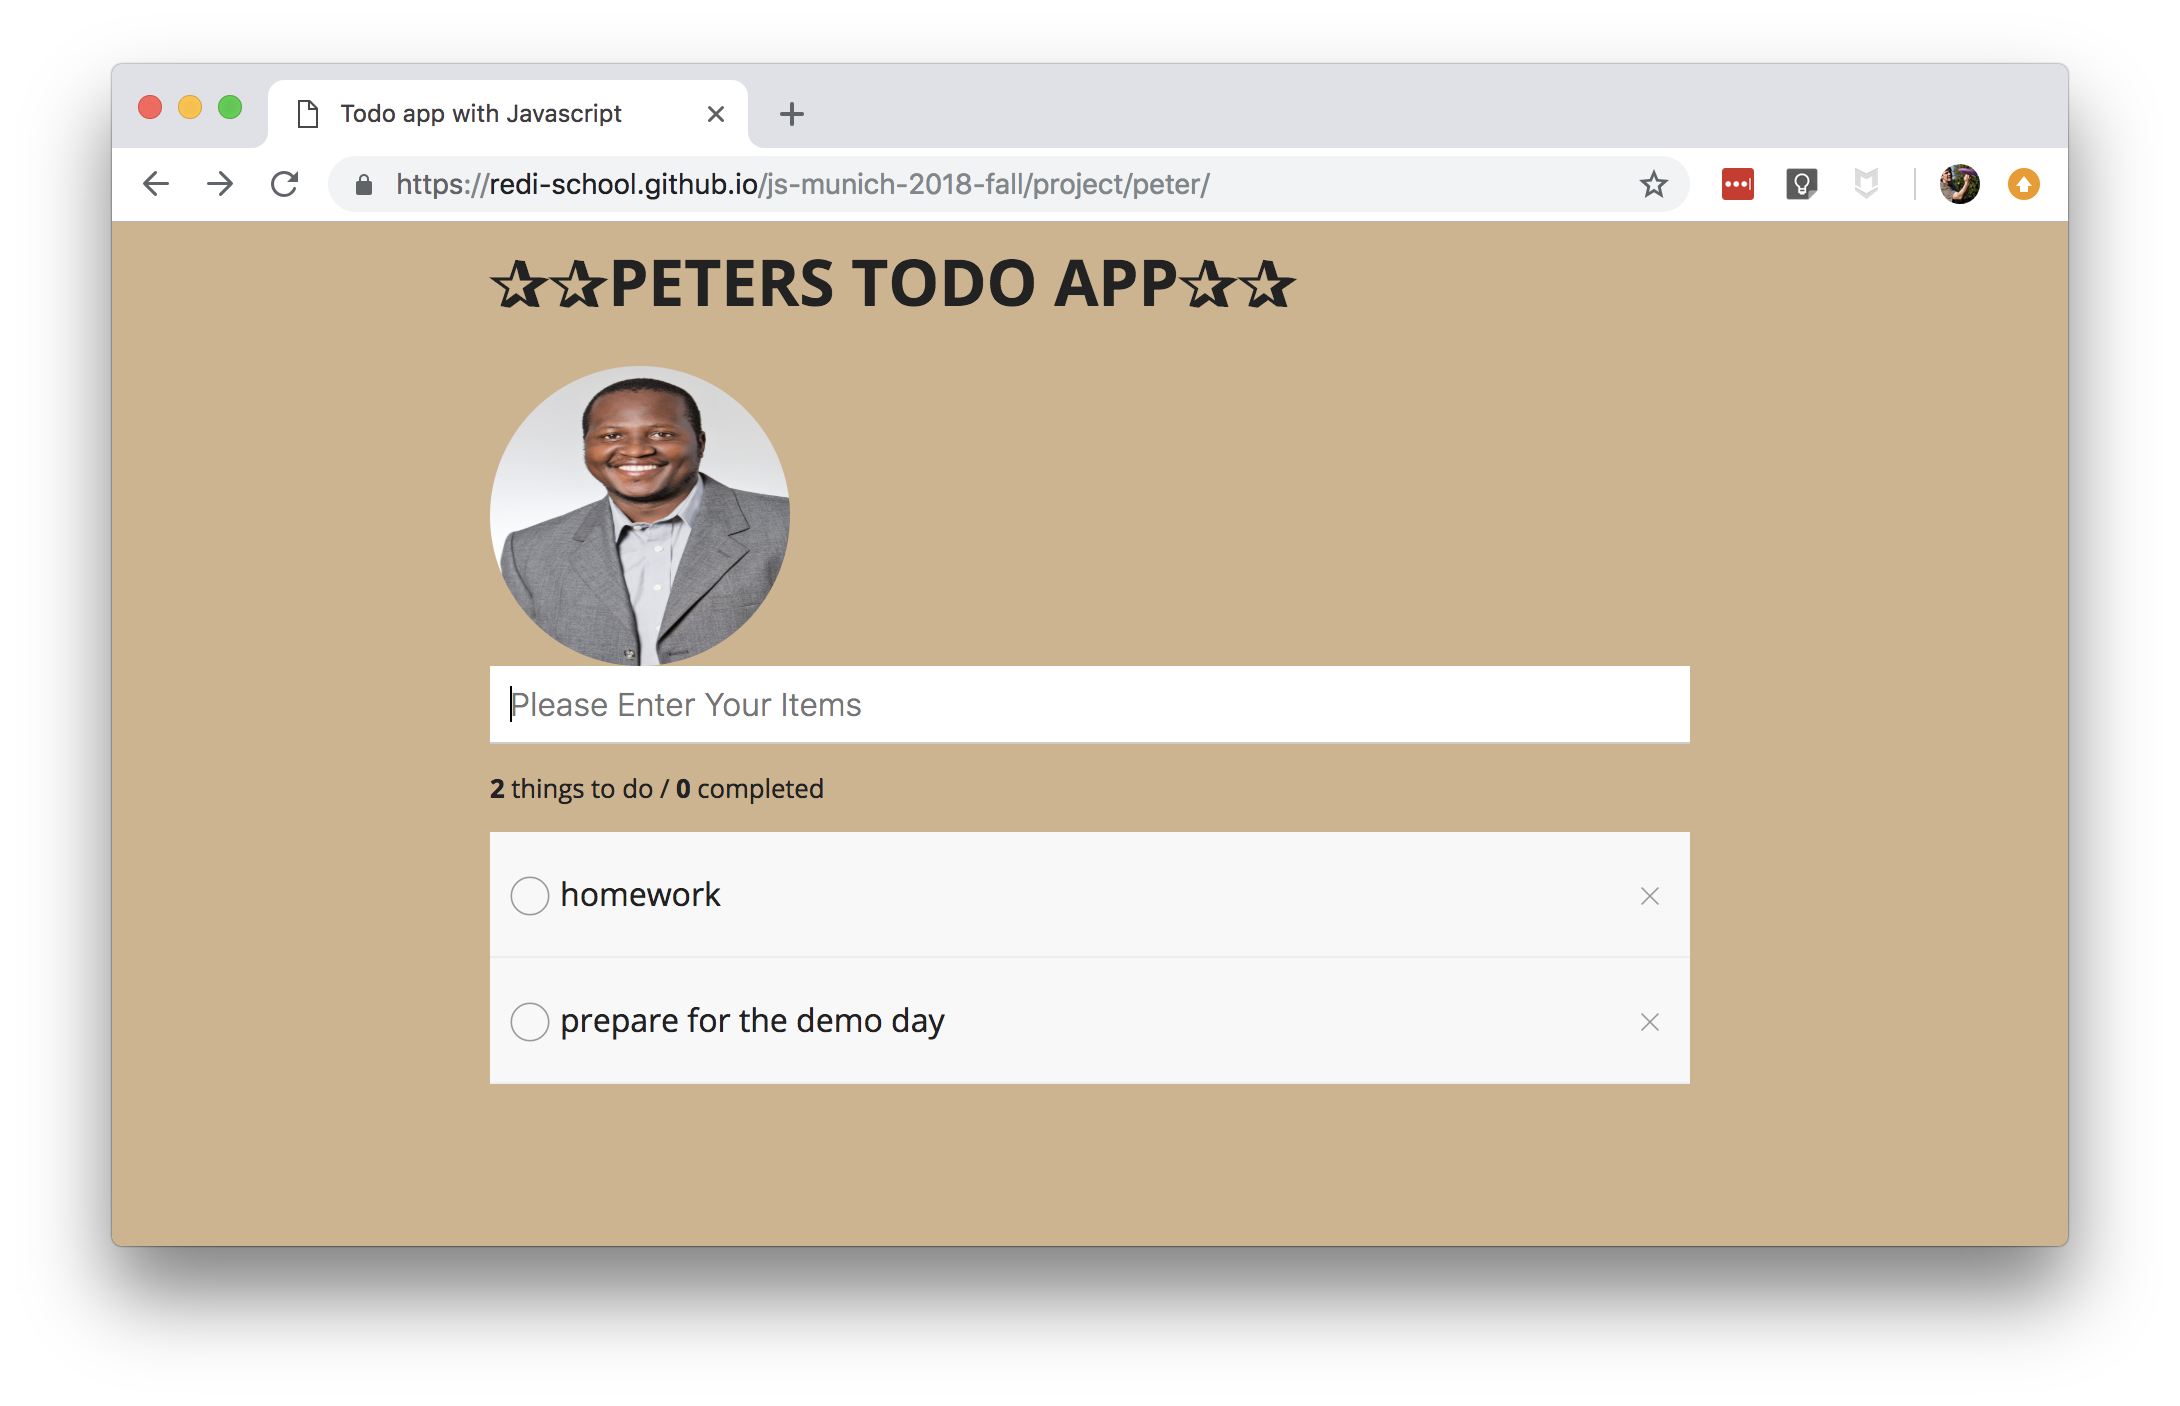 Todo app with Javascript
https://redi-school.github.io/js-munich-2018-fall/project/peter/
✰✰PETERS TODO APP✰✰
Please Enter Your Items
2 things to do / 0 completed
homework
prepare for the demo day